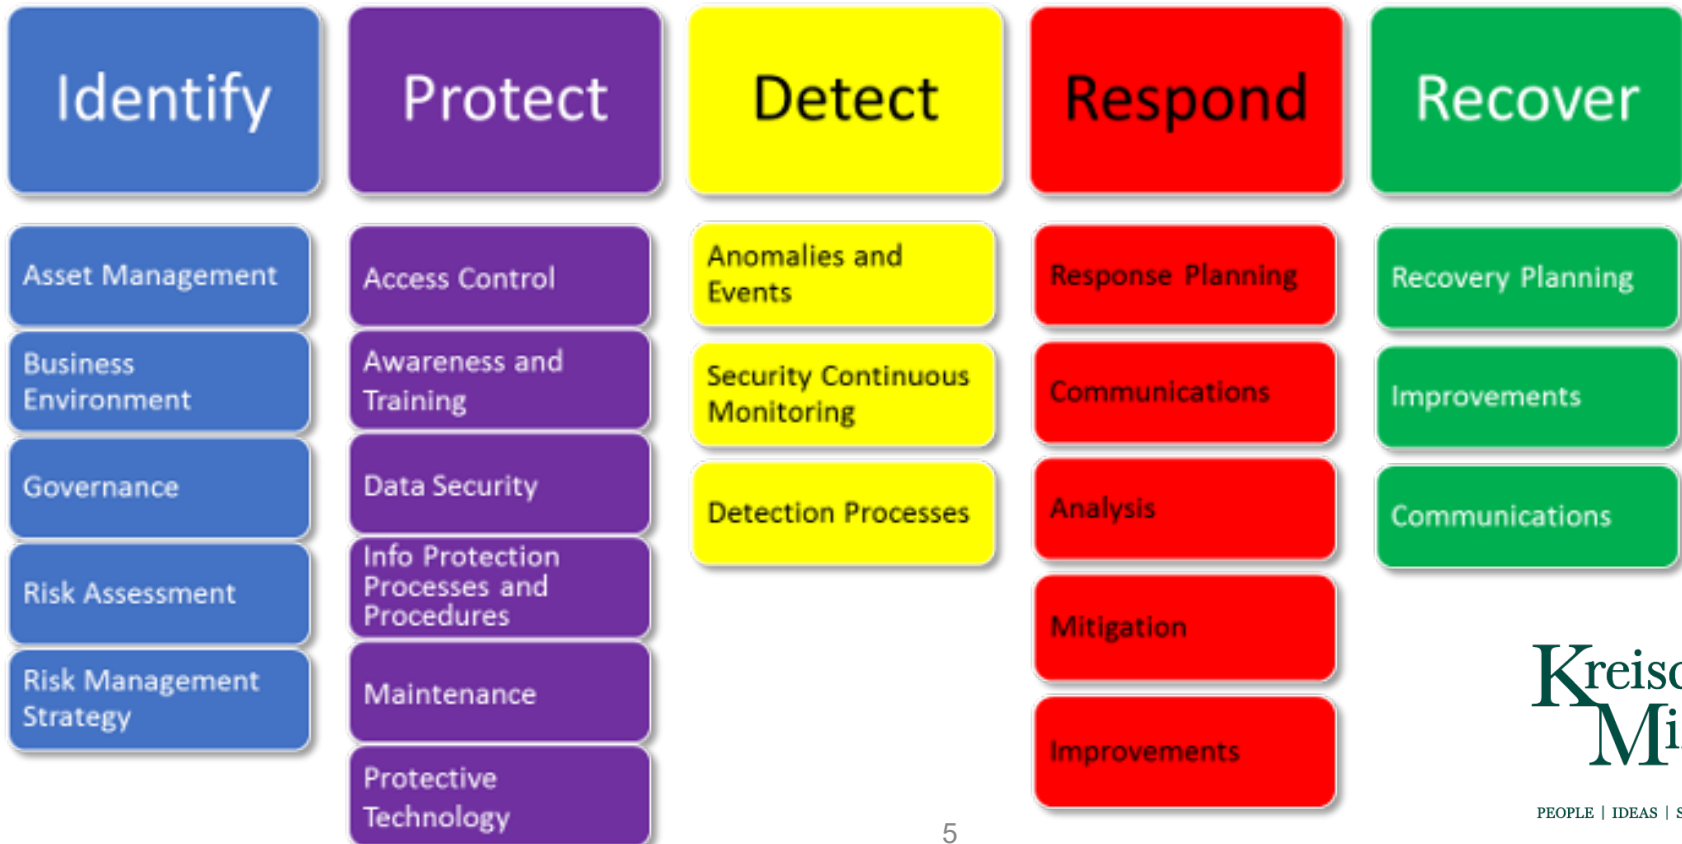 Identify
Protect
Detect
Respond
Recover
Asset Management
Business
Environment
Governance
Risk Assessment
Risk Management
Strategy
Access Control
Awareness and
Training
Data Security
Info Protection
Processes and
Procedures
Maintenance
Protective
Technology
Anomalies and
Events
Security Continuous
Monitoring
Detection Processes
Response Planning
Communications
Analysis
Mitigation
Improvements
Recovery Planning
Improvements
Communications
PEOPLE | IDEAS |
5